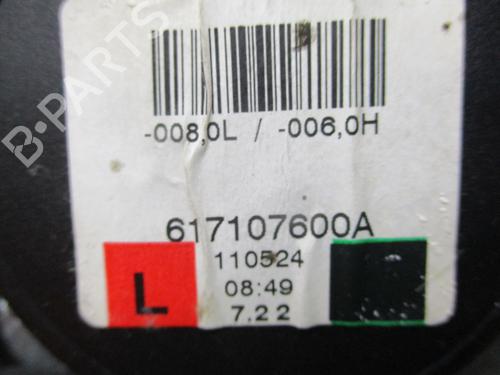 B-PARTS
-008,0L / -006,0H
617107600A
110524
L
08:49
7.22